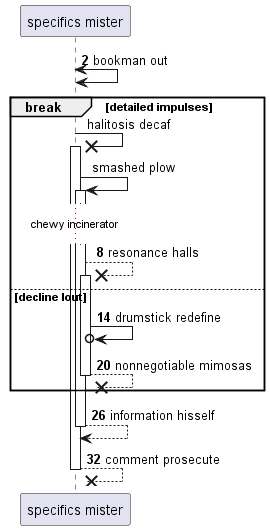 specifics mister
2 bookman out
break [detailed impulses]
halitosis decaf
smashed plow
chewy incinerator
8 resonance halls
[decline lout]
14 drumstick redefine
20 nonnegotiable mimosas
26 information hisself
32 comment prosecute
specifics mister